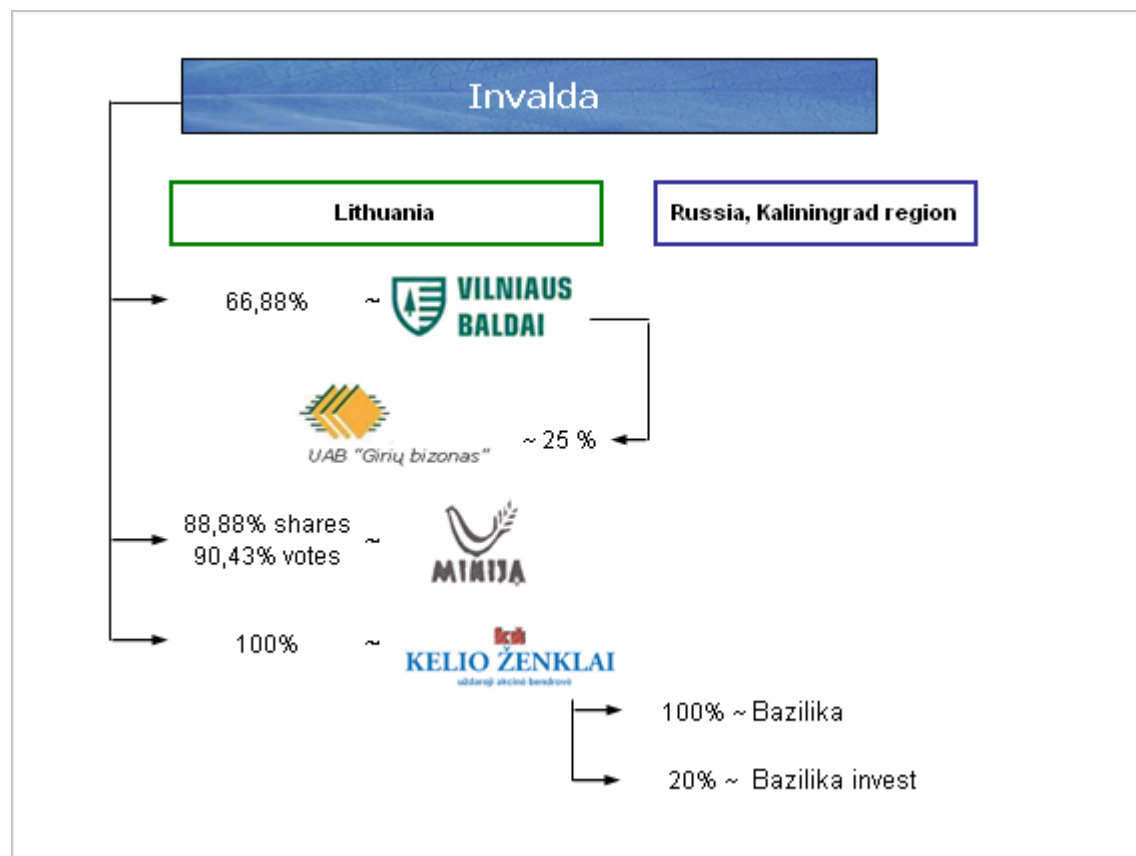 Invalda
Lithuania
Russia, Kaliningrad region
66,88% ~
VILNIAUS
BALDAI
~ 25 %
UAB "Girių bizonas"
88,88% shares
90,43% votes ~
MINIJA
100% ~
KELIO ŽENKLAI
uždaroji akcinė bendrovė
100% ~ Bazilika
20% ~ Bazilika invest